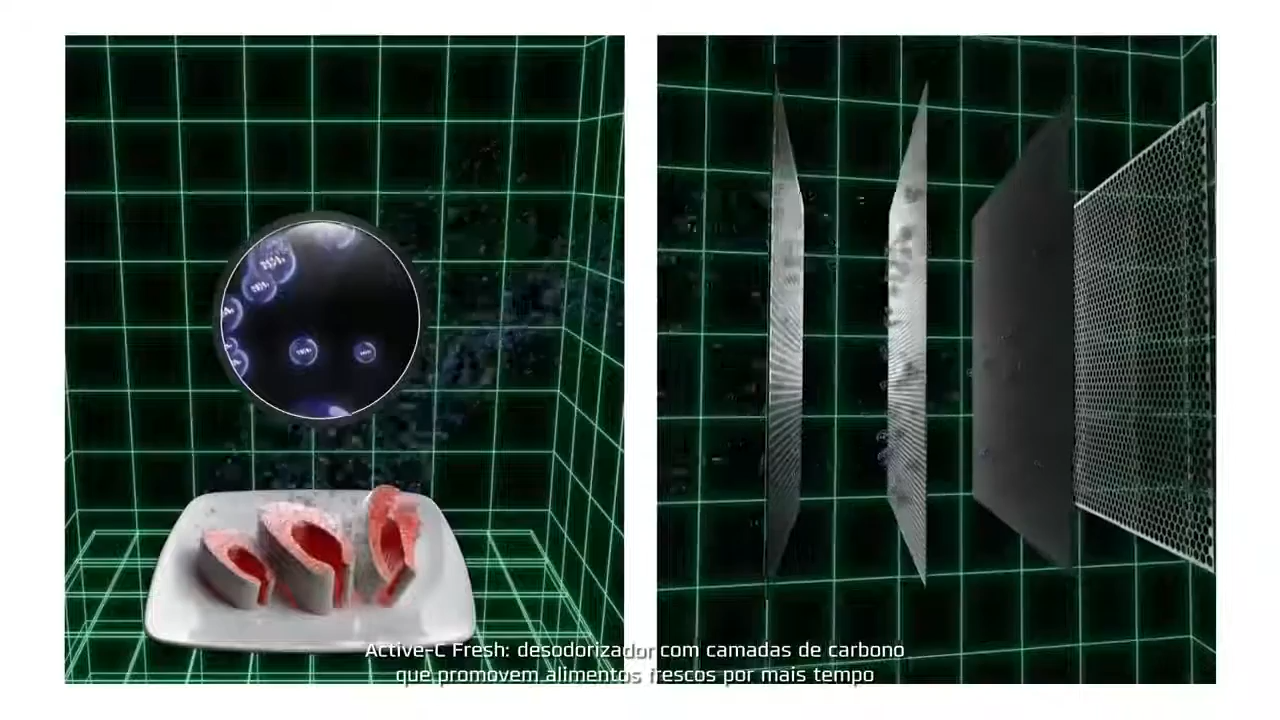 Active-C Fresh: desodorizador com camadas de carbono
que promovem alimentos frescos por mais tempo